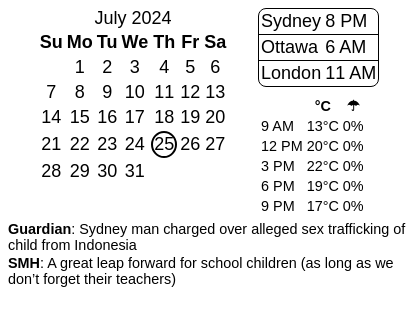 July 2024
Su Mo Tu We Th Fr Sa
1 2 3 4 5 6
7 8 9 10 11 12 13
14 15 16 17 18 19 20
21 22 23 24 25 26 27
28 29 30 31
Sydney 8 PM
Ottawa 6 AM
London 11 AM
°C ☂
9 AM 13°C 0%
12 PM 20°C 0%
3 PM 22°C 0%
6 PM 19°C 0%
9 PM 17°C 0%
Guardian: Sydney man charged over alleged sex trafficking of
child from Indonesia
SMH: A great leap forward for school children (as long as we
don’t forget their teachers)